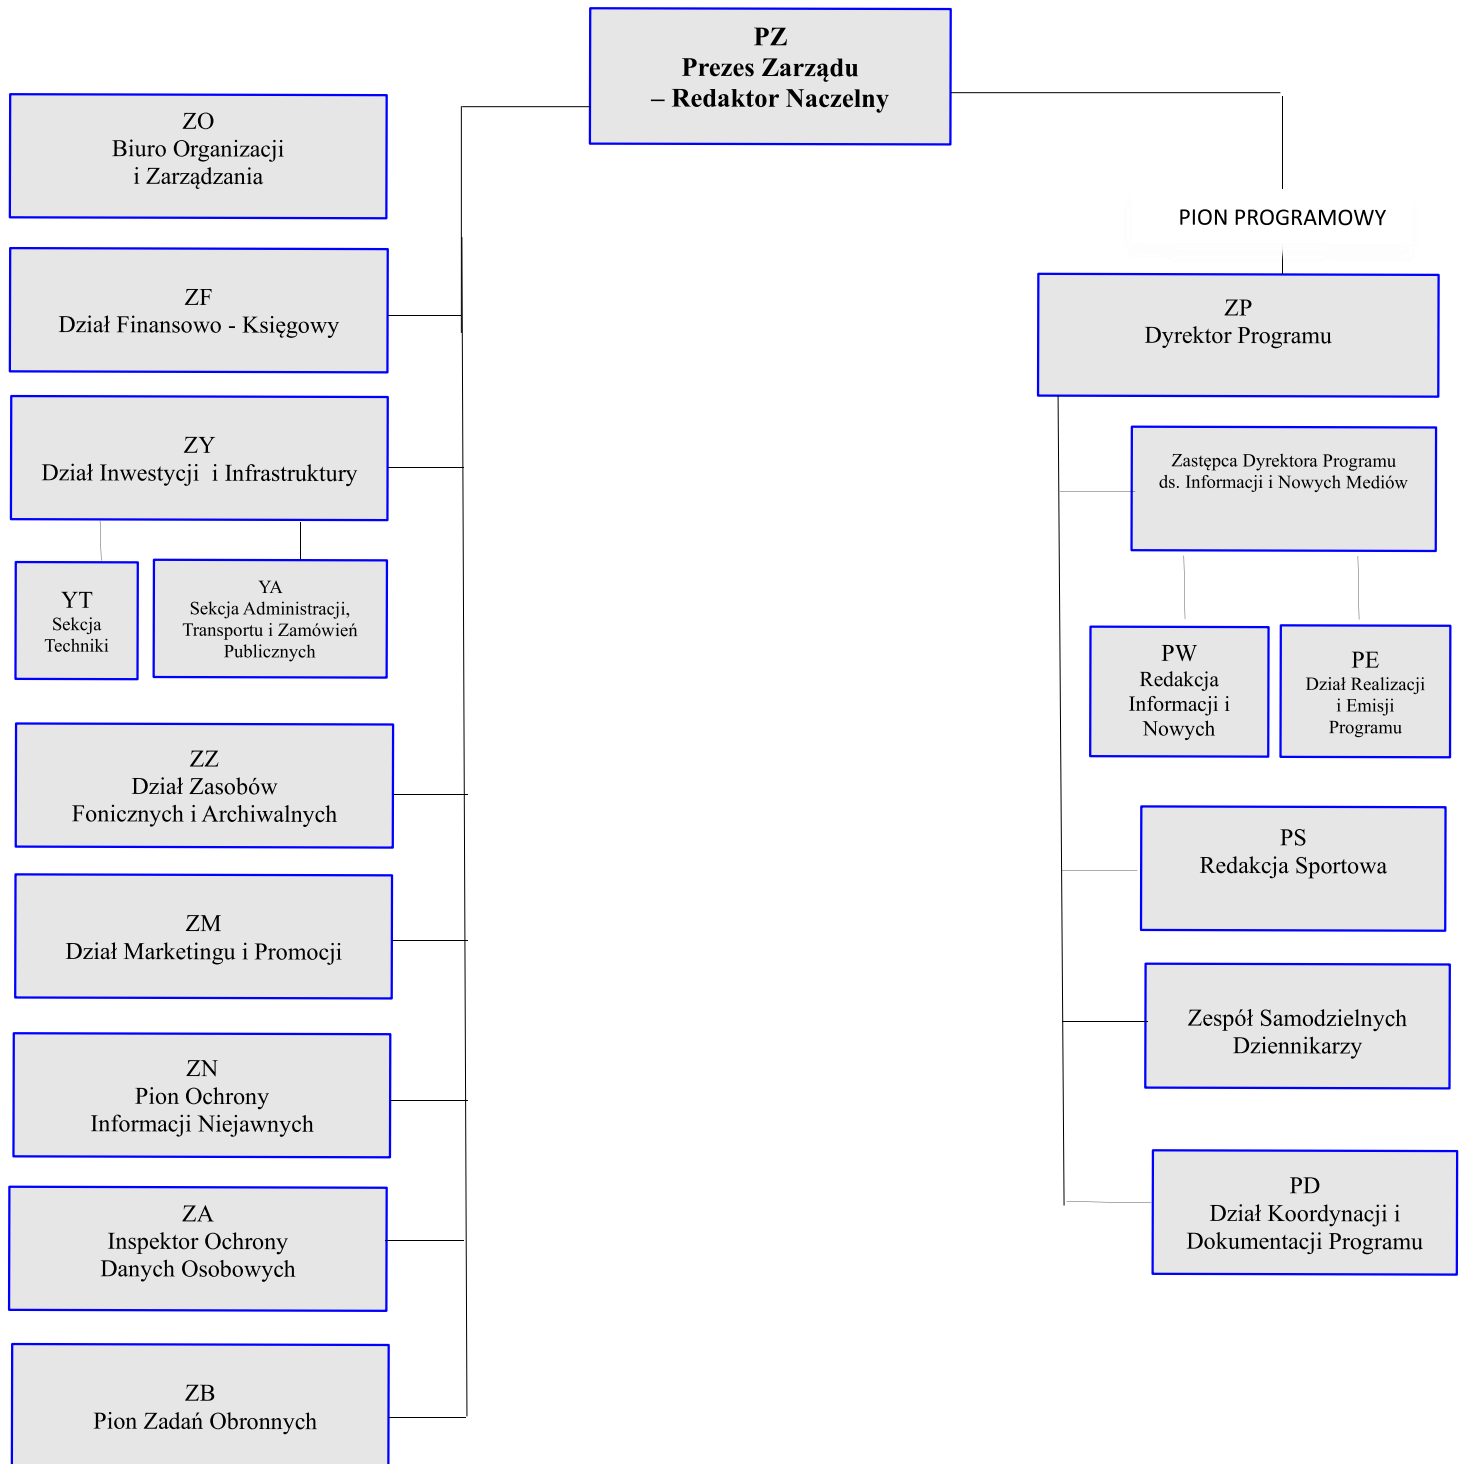 PZ
Prezes Zarządu
– Redaktor Naczelny
ZO
Biuro Organizacji
i Zarządzania
ZF
Dział Finansowo - Księgowy
ZY
Dział Inwestycji  i Infrastruktury
YT
Sekcja
Techniki
YA
Sekcja Administracji,
Transportu i Zamówień
Publicznych
ZZ
Dział Zasobów
Fonicznych i Archiwalnych
ZM
Dział Marketingu i Promocji
ZN
Pion Ochrony
Informacji Niejawnych
ZA
Inspektor Ochrony
Danych Osobowych
ZB
Pion Zadań Obronnych
PION PROGRAMOWY
ZP
Dyrektor Programu
Zastępca Dyrektora Programu
ds. Informacji i Nowych Mediów
PW
Redakcja
Informacji i
Nowych
PE
Dział Realizacji
i Emisji
Programu
PS
Redakcja Sportowa
Zespół Samodzielnych
Dziennikarzy
PD
Dział Koordynacji i
Dokumentacji Programu